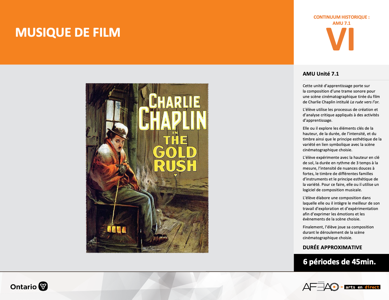 MUSIQUE DE FILM
CONTINUUM HISTORIQUE :
AMU 7.1
VI
CHARLIE
CHAPLIN
IN
THE
GOLD
RUSH
AMU Unité 7.1
Cette unité d'apprentissage porte sur
la composition d'une trame sonore pour
une scène cinématographique tirée du film
de Charlie Chaplin intitulé La ruée vers l'or.
L'élève utilise les processus de création et
d'analyse critique appliqués à des activités
d'apprentissage.
Elle ou il explore les éléments clés de la
hauteur, de la durée, de l'intensité, et du
timbre ainsi que le principe esthétique de la
variété en lien symbolique avec la scène
cinématographique choisie.
L'élève expérimente avec la hauteur en clé
de sol, la durée en rythme de 3 temps à la
mesure, l'intensité de nuances douces à
fortes, le timbre de différentes familles
d'instruments et le principe esthétique de
la variété. Pour ce faire, elle ou il utilise un
logiciel de composition musicale.
L'élève élabore une composition dans
laquelle elle ou il intègre le meilleur de son
travail d'exploration et d'expérimentation
afin d'exprimer les émotions et les
événements de la scène choisie.
Finalement, l'élève joue sa composition
durant le déroulement de la scène
cinématographique choisie.
DURÉE APPROXIMATIVE
6 périodes de 45min.
Ontario
AFEAO
arts en direct